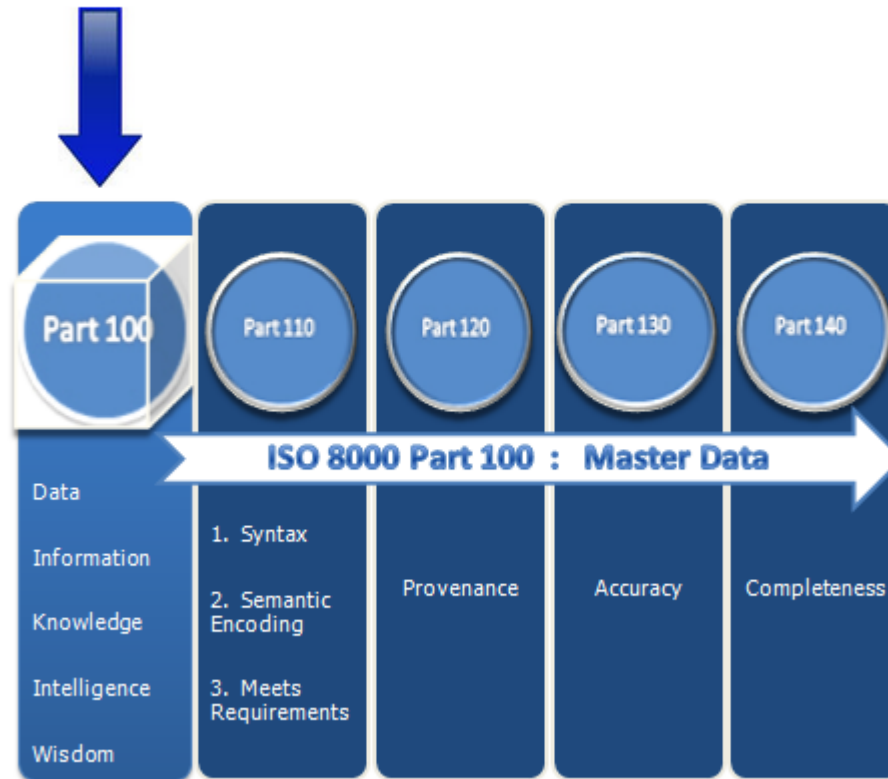 Part 100
Part 110
Part 120
Part 130
Part 140
ISO 8000 Part 100 : Master Data
Data
Information
Knowledge
Intelligence
Wisdom
1. Syntax
2. Semantic
Encoding
3. Meets
Requirements
Provenance
Accuracy
Completeness